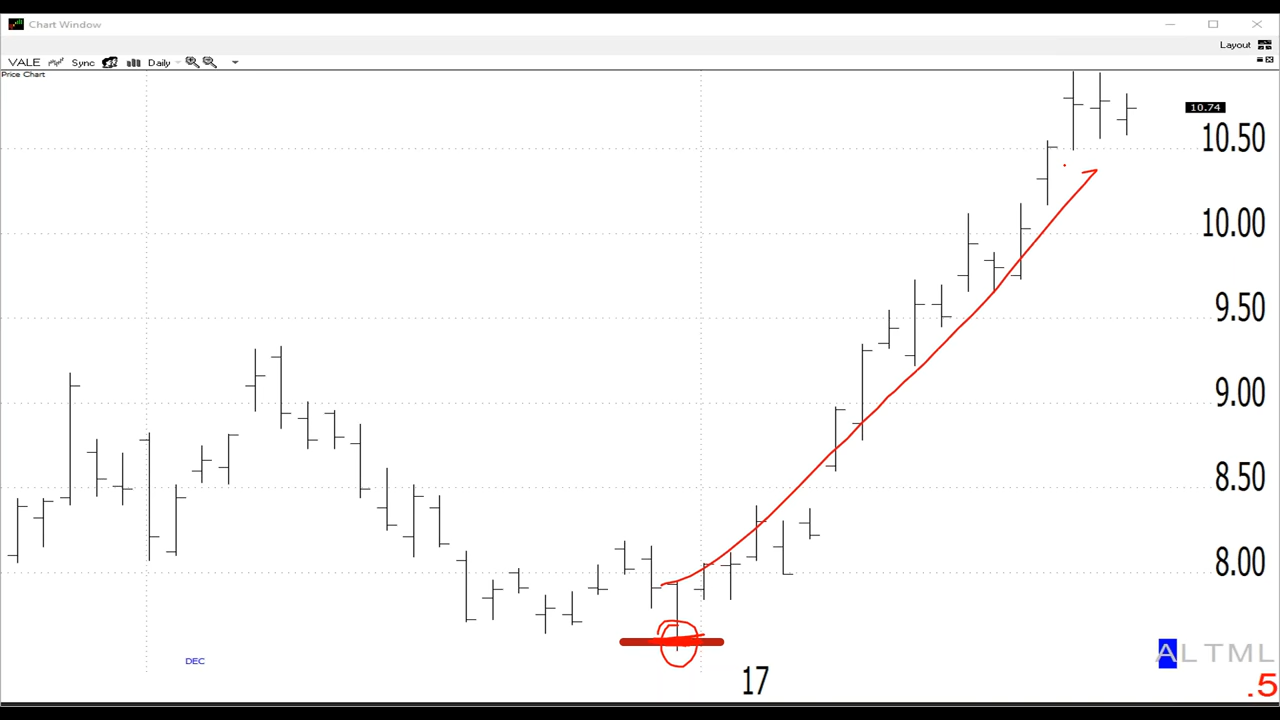 Chart Window
Layout
VALE Sync Daily
Price Chart
10.74
10.50
10.00
9.50
9.00
8.50
8.00
DEC
17
A L T M L
.5